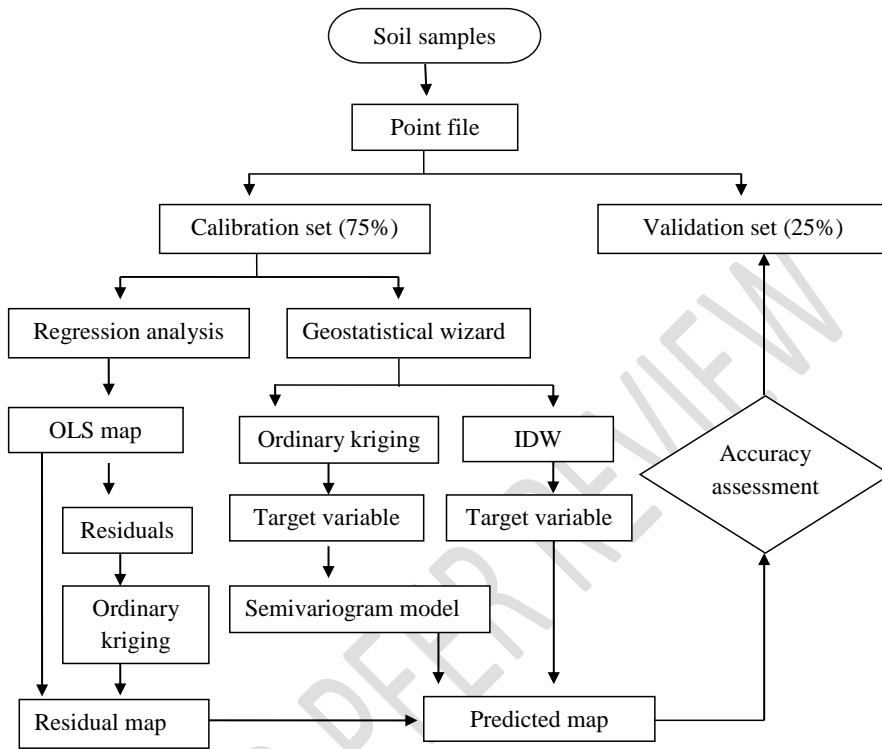 Soil samples
Point file
Calibration set (75%)
Validation set (25%)
Regression analysis
Geostatistical wizard
OLS map
Ordinary kriging
IDW
Accuracy
assessment
Residuals
Target variable
Target variable
Ordinary
kriging
Semivariogram model
Residual map
Predicted map
PEER REVIEW